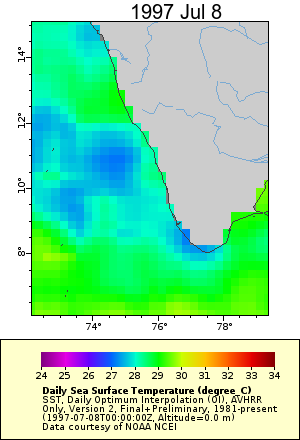 1997 Jul 8
14°
12°
10°
8°
74° 76° 78°
24 25 27 28 29 30 31 32 33 34
Daily Sea Surface Temperature (degree_C)
SST, Daily Optimum Interpolation (OI), AVHRR
Only, Version 2, Final+Preliminary, 1981-present
(1997-07-08T00:00:00Z, Altitude=0.0 m)
Data courtesy of NOAA NCEI